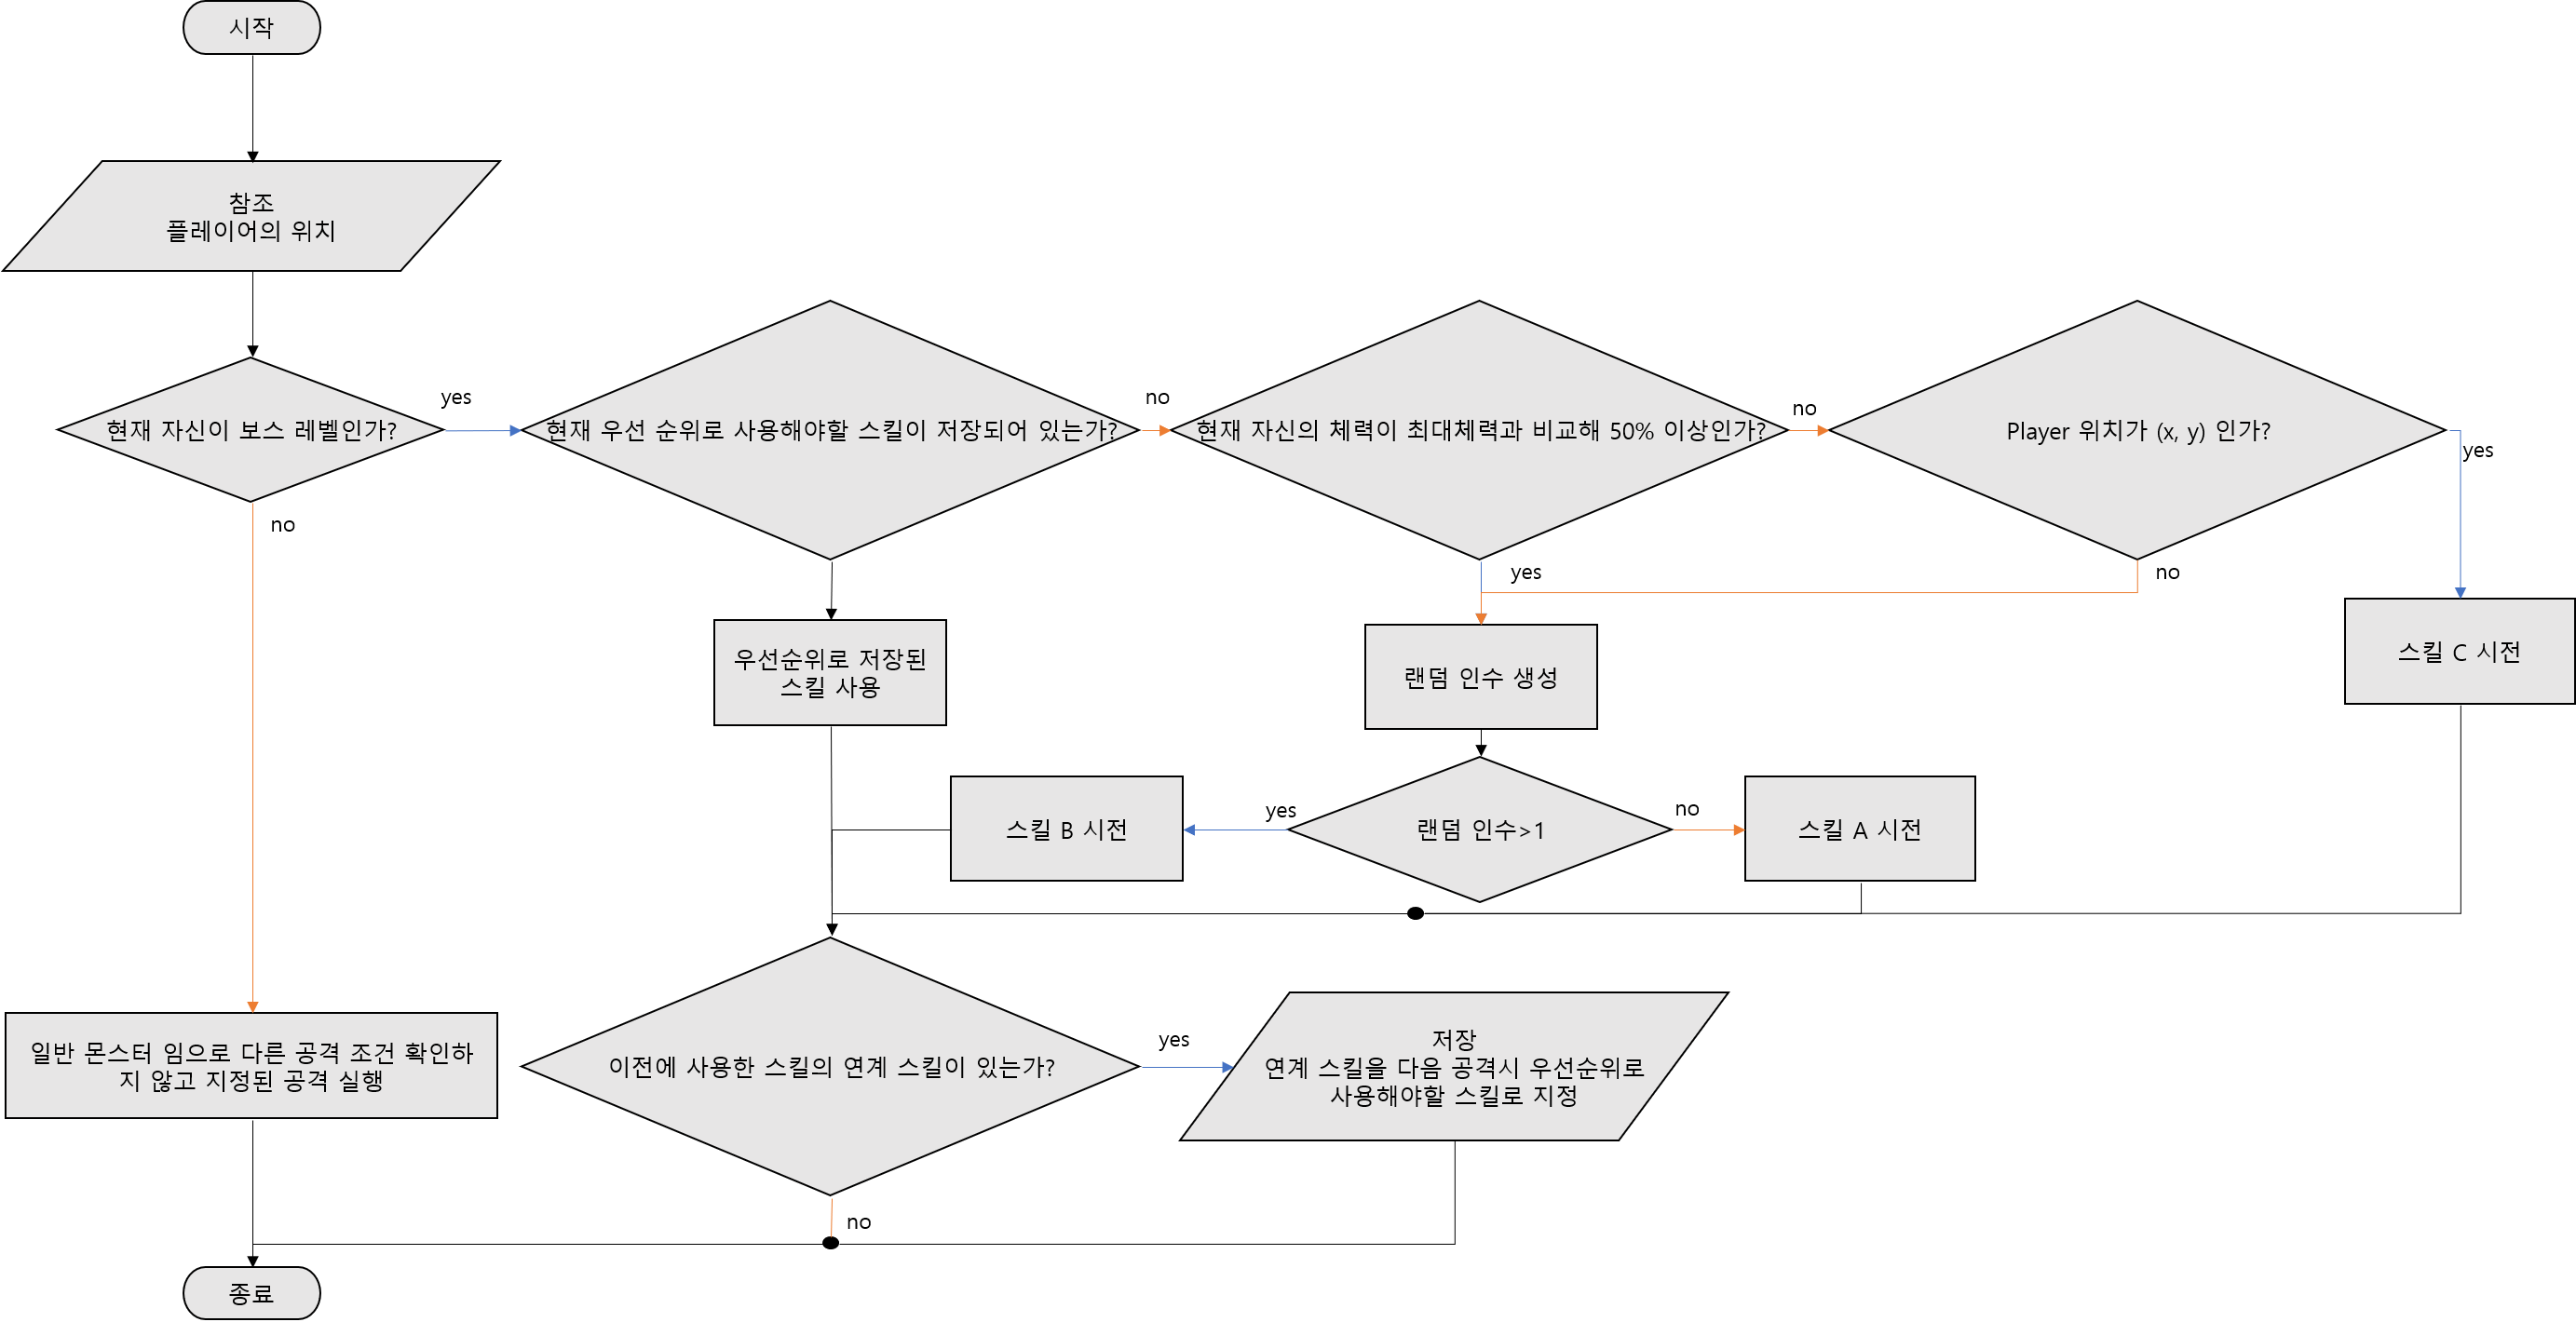 시작
참조
플레이어의 위치
현재 자신이 보스 레벨인가?
yes
현재 우선 순위로 사용해야할 스킬이 저장되어 있는가?
no
현재 자신의 체력이 최대체력과 비교해 50% 이상인가?
no
Player 위치가 (x, y) 인가?
yes
no
yes
no
우선순위로 저장된
스킬 사용
랜덤 인수 생성
스킬 C 시전
스킬 B 시전
yes
랜덤 인수>1
no
스킬 A 시전
일반 몬스터 임으로 다른 공격 조건 확인하
지 않고 지정된 공격 실행
이전에 사용한 스킬의 연계 스킬이 있는가?
yes
저장
연계 스킬을 다음 공격시 우선순위로
사용해야할 스킬로 지정
no
종료